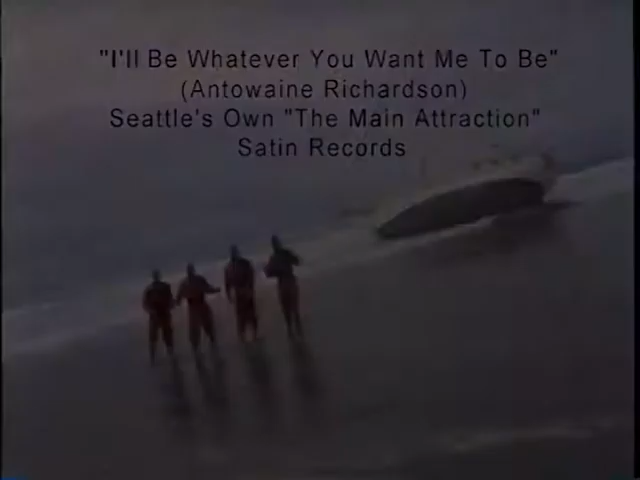 "I'll Be Whatever You Want Me To Be"
(Antowaine Richardson)
Seattle's Own "The Main Attraction"
Satin Records